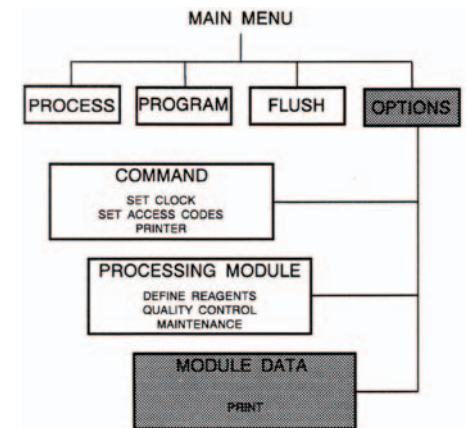 MAIN MENU
PROCESS
PROGRAM
FLUSH
OPTIONS
COMMAND
SET CLOCK
SET ACCESS CODES
PRINTER
PROCESSING MODULE
DEFINE REAGENTS
QUALITY CONTROL
MAINTENANCE
MODULE DATA
PRINT